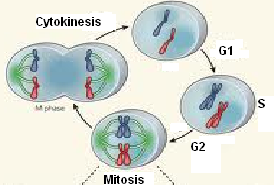 Cytokinesis
G1
S
M phase
G2
Mitosis